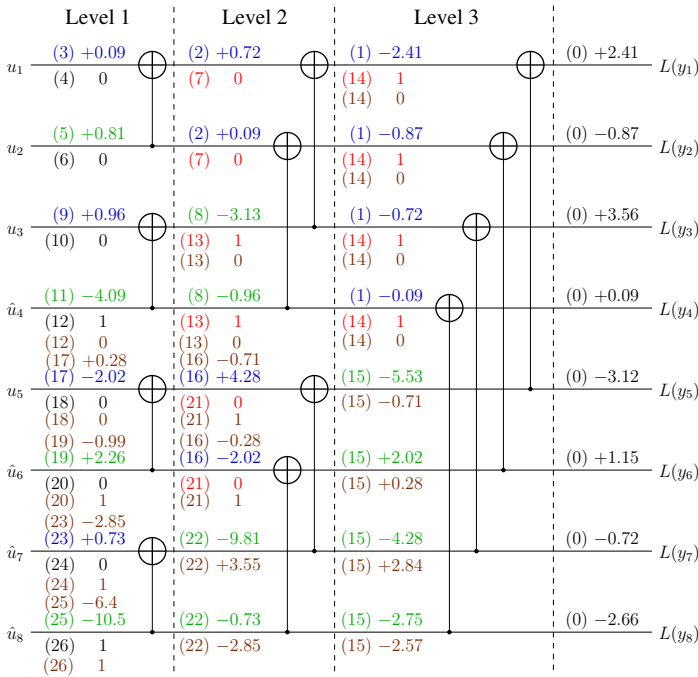 Level 1 Level 2 Level 3
(3) +0.09 (2) +0.72 (1) −2.41 (0) +2.41
u1 L(y1)
(4) 0 (7) 0 (14) 1
(14) 0
(5) +0.81 (2) +0.09 (1) −0.87 (0) −0.87
u2 L(y2)
(6) 0 (7) 0 (14) 1
(14) 0
(9) +0.96 (8) −3.13 (1) −0.72 (0) +3.56
u3 L(y3)
(10) 0 (13) 1 (14) 1
(13) 0 (14) 0
(11) −4.09 (8) −0.96 (1) −0.09 (0) +0.09
û4 L(y4)
(12) 1 (13) 1 (14) 1
(12) 0 (13) 0 (14) 0
(17) +0.28 (16) −0.71
(17) −2.02 (16) +4.28 (15) −5.53 (0) −3.12
u5 L(y5)
(18) 0 (21) 0 (15) −0.71
(18) 0 (21) 1
(19) −0.99 (16) −0.28
(19) +2.26 (16) −2.02 (15) +2.02 (0) +1.15
û6 L(y6)
(20) 0 (21) 0 (15) +0.28
(20) 1 (21) 1
(23) −2.85
(23) +0.73 (22) −9.81 (15) −4.28 (0) −0.72
û7 L(y7)
(24) 0 (22) +3.55 (15) +2.84
(24) 1
(25) −6.4
(25) −10.5 (22) −0.73 (15) −2.75 (0) −2.66
û8 L(y8)
(26) 1 (22) −2.85 (15) −2.57
(26) 1